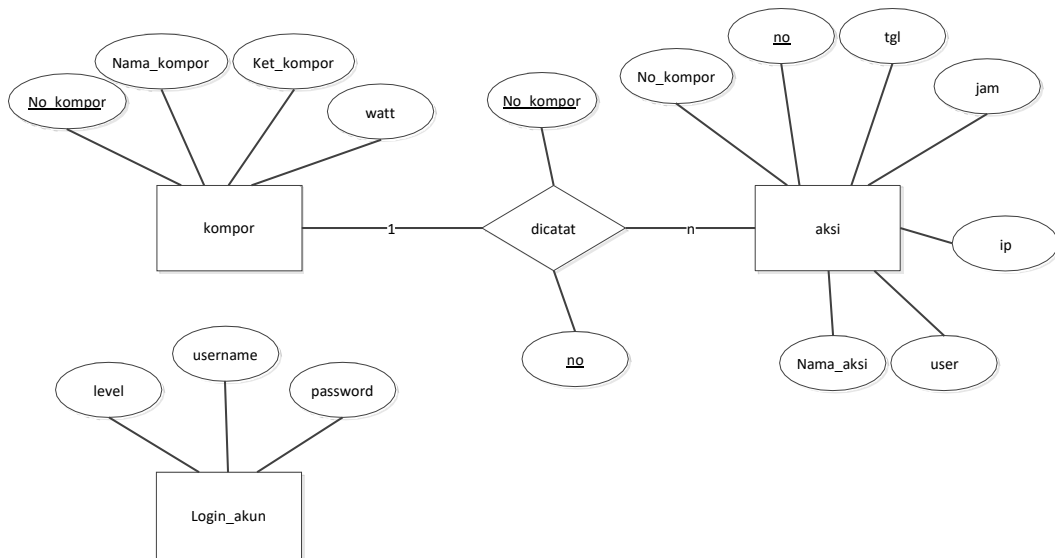 no
tgl
Nama_kompor
Ket_kompor
No_kompor
No_kompor
No_kompor
jam
watt
kompor
1
dicatat
n
aksi
ip
username
no
Nama_aksi
user
level
password
Login_akun